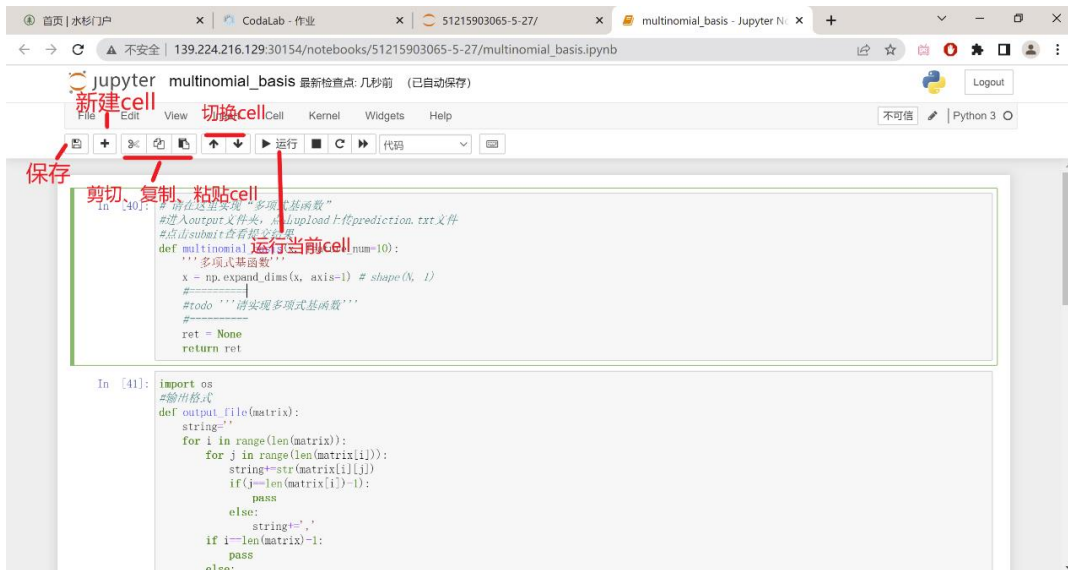 首页 | 水杉门户
CodaLab - 作业
51215903065-5-27/
multinomial_basis - Jupyter No
不安全 | 139.224.216.129:30154/notebooks/51215903065-5-27/multinomial_basis.ipynb
jupyter multinomial_basis 最新检查点: 几秒前 (已自动保存)
Logout
新建cell
切换cell
File Edit View Cell Kernel Widgets Help
不可信 Python 3
运行
代码
保存
剪切、复制、粘贴cell
运行当前cell
In [40]: # 请在这里实现“多项式基函数”
#进入output文件夹，点击upload上传prediction.txt文件
#点击submit查看提交结果
def multinomial_num=10):
'''多项式基函数'''
x = np.expand_dims(x, axis=1) # shape(N, 1)
#==========
#todo '''请实现多项式基函数'''
#----------
ret = None
return ret
In [41]: import os
#输出格式
def output_file(matrix):
string=''
for i in range(len(matrix)):
for j in range(len(matrix[i])):
string+=str(matrix[i][j])
if(j==len(matrix[i])-1):
pass
else:
string+=','
if i==len(matrix)-1:
pass
else: